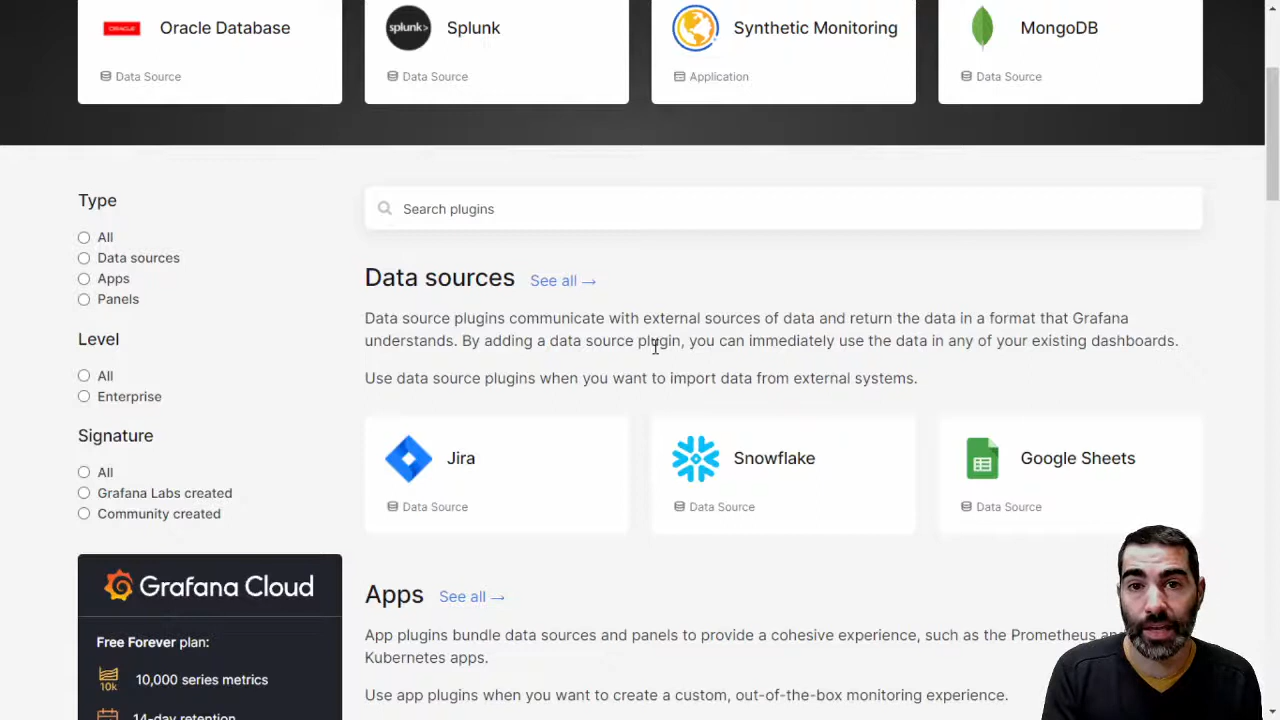 ORACLE
Oracle Database
Data Source
splunk>
Splunk
Data Source
Synthetic Monitoring
Application
MongoDB
Data Source
Type
All
Data sources
Apps
Panels
Level
All
Enterprise
Signature
All
Grafana Labs created
Community created
Grafana Cloud
Free Forever plan:
10k
10,000 series metrics
14-day retention
Search plugins
Data sources See all →
Data source plugins communicate with external sources of data and return the data in a format that Grafana
understands. By adding a data source plugin, you can immediately use the data in any of your existing dashboards.
Use data source plugins when you want to import data from external systems.
Jira
Data Source
Snowflake
Data Source
Google Sheets
Data Source
Apps See all →
App plugins bundle data sources and panels to provide a cohesive experience, such as the Prometheus
Kubernetes apps.
Use app plugins when you want to create a custom, out-of-the-box monitoring experience.